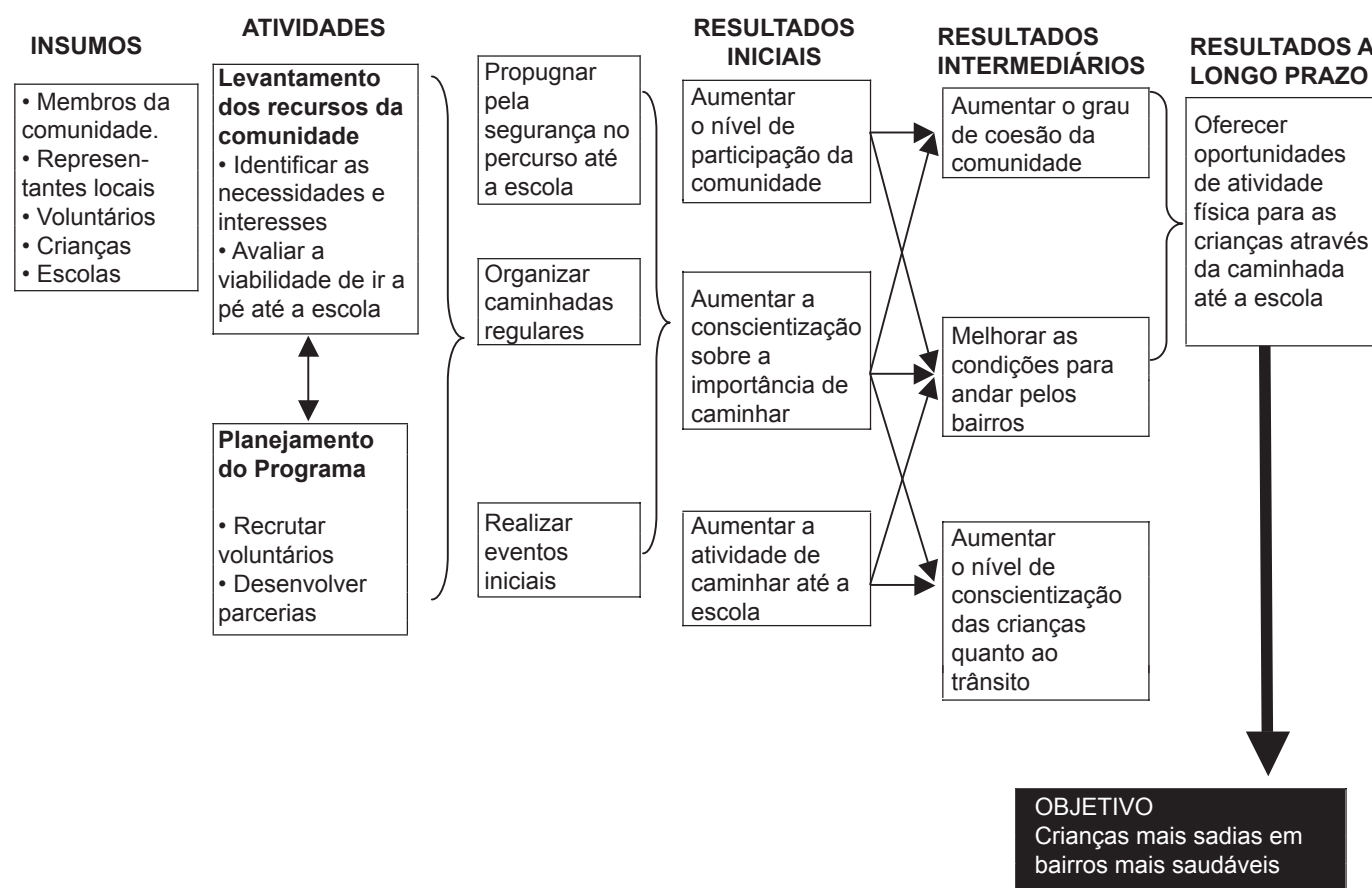 INSUMOS
• Membros da
comunidade.
• Represen-
tantes locais
• Voluntários
• Crianças
• Escolas
ATIVIDADES
Levantamento
dos recursos da
comunidade
• Identificar as
necessidades e
interesses
• Avaliar a
viabilidade de ir a
pé até a escola
Planejamento
do Programa
• Recrutar
voluntários
• Desenvolver
parcerias
Propugnar
pela
segurança no
percurso até
a escola
Organizar
caminhadas
regulares
Realizar
eventos
iniciais
RESULTADOS
INICIAIS
Aumentar
o nível de
participação da
comunidade
Aumentar a
conscientização
sobre a
importância de
caminhar
Aumentar a
atividade de
caminhar até a
escola
RESULTADOS
INTERMEDIÁRIOS
Aumentar o grau
de coesão da
comunidade
Melhorar as
condições para
andar pelos
bairros
Aumentar
o nível de
conscientização
das crianças
quanto ao
trânsito
RESULTADOS A
LONGO PRAZO
Oferecer
oportunidades
de atividade
física para as
crianças através
da caminhada
até a escola
OBJETIVO
Crianças mais sadias em
bairros mais saudáveis